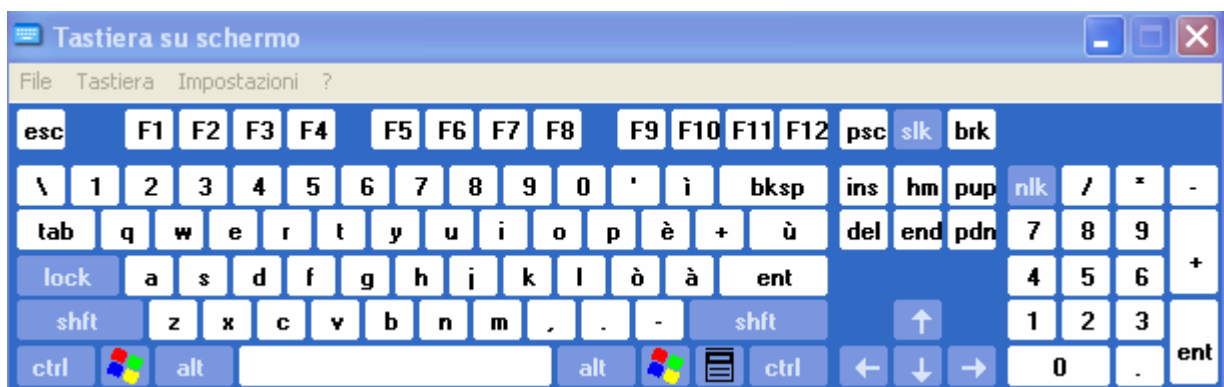 Tastiera su schermo
File Tastiera Impostazioni ?
esc F1 F2 F3 F4 F5 F6 F7 F8 F9 F10 F11 F12 psc slk brk
\ 1 2 3 4 5 6 7 8 9 0 ' ì bksp ins hm pup nlk / * -
tab q w e r t y u i o p è + ù del end pdn 7 8 9 +
lock a s d f g h j k l ò à ent 4 5 6
shft z x c v b n m , . - shft ↑ 1 2 3 ent
ctrl alt alt ctrl ← ↓ → 0 .